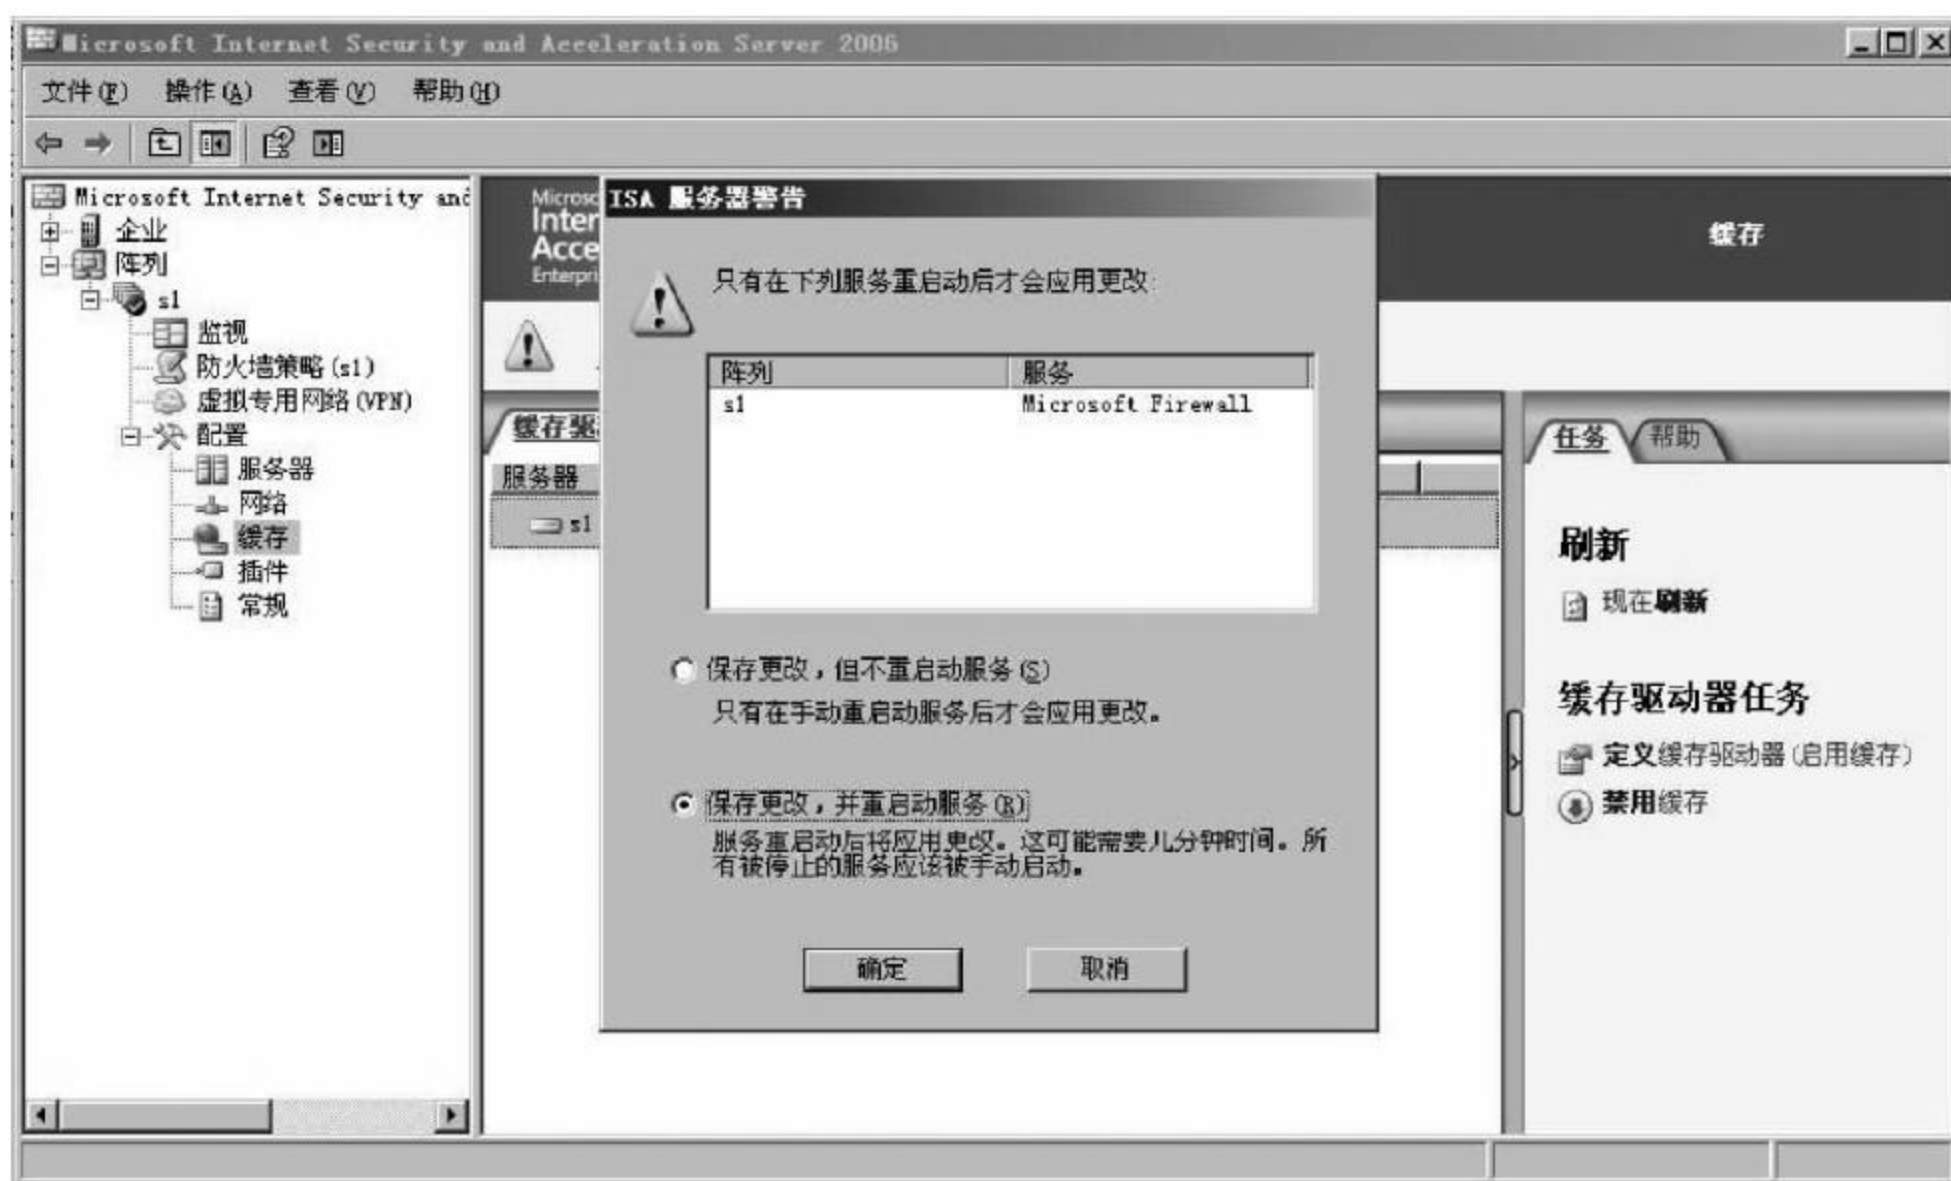 Microsoft Internet Security and Acceleration Server 2006
文件(F) 操作(A) 查看(V) 帮助(H)
Microsoft Internet Security and
企业
阵列
s1
监视
防火墙策略(s1)
虚拟专用网络(VPN)
配置
服务器
网络
缓存
插件
常规
Inter
Acce
缓存
缓存驱
服务器
s1
ISA 服务器警告
只有在下列服务重启动后才会应用更改:
阵列 服务
s1 Microsoft Firewall
保存更改，但不重启动服务(S)
只有在手动重启动服务后才会应用更改。
保存更改，并重启动服务(R)
服务重启动后将应用更改。这可能需要几分钟时间。所
有被停止的服务应该被手动启动。
确定 取消
任务 帮助
刷新
现在刷新
缓存驱动器任务
定义缓存驱动器(启用缓存)
禁用缓存